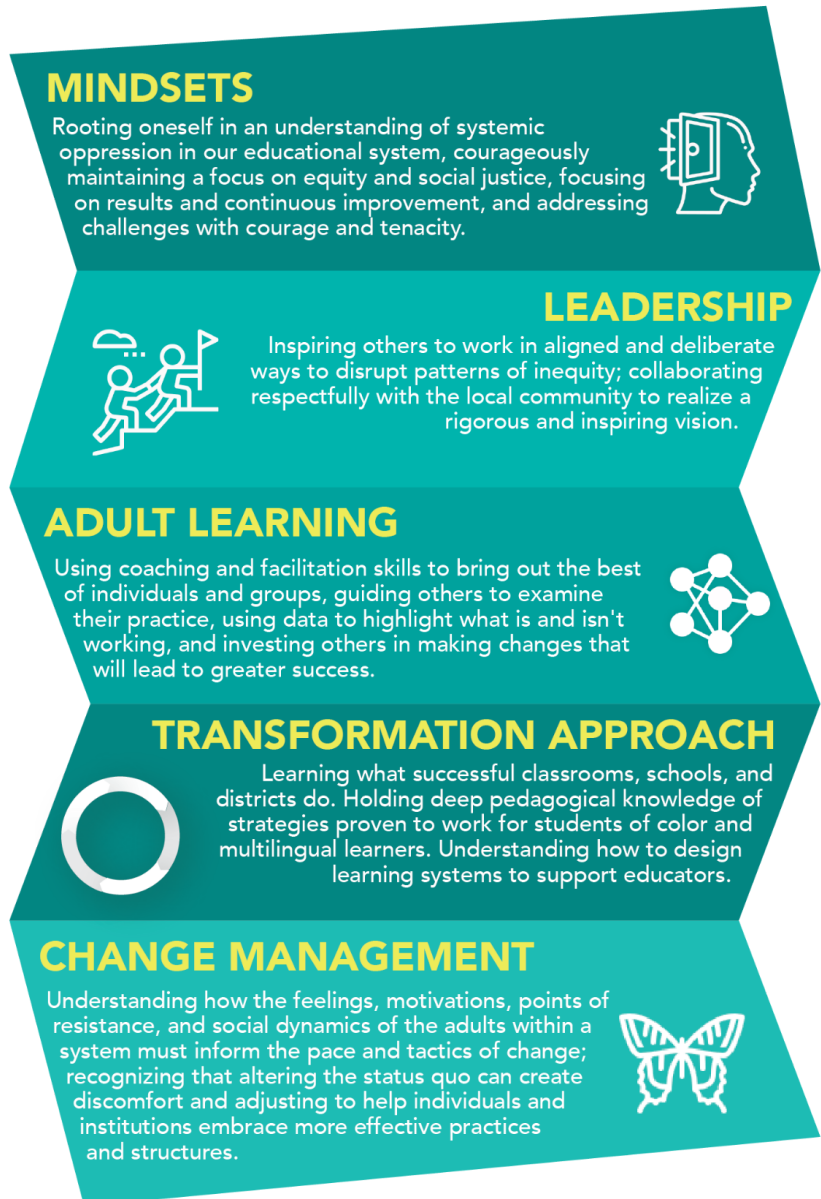 MINDSETS
Rooting oneself in an understanding of systemic
oppression in our educational system, courageously
maintaining a focus on equity and social justice, focusing
on results and continuous improvement, and addressing
challenges with courage and tenacity.
LEADERSHIP
Inspiring others to work in aligned and deliberate
ways to disrupt patterns of inequity; collaborating
respectfully with the local community to realize a
rigorous and inspiring vision.
ADULT LEARNING
Using coaching and facilitation skills to bring out the best
of individuals and groups, guiding others to examine
their practice, using data to highlight what is and isn't
working, and investing others in making changes that
will lead to greater success.
TRANSFORMATION APPROACH
Learning what successful classrooms, schools, and
districts do. Holding deep pedagogical knowledge of
strategies proven to work for students of color and
multilingual learners. Understanding how to design
learning systems to support educators.
CHANGE MANAGEMENT
Understanding how the feelings, motivations, points of
resistance, and social dynamics of the adults within a
system must inform the pace and tactics of change;
recognizing that altering the status quo can create
discomfort and adjusting to help individuals and
institutions embrace more effective practices
and structures.